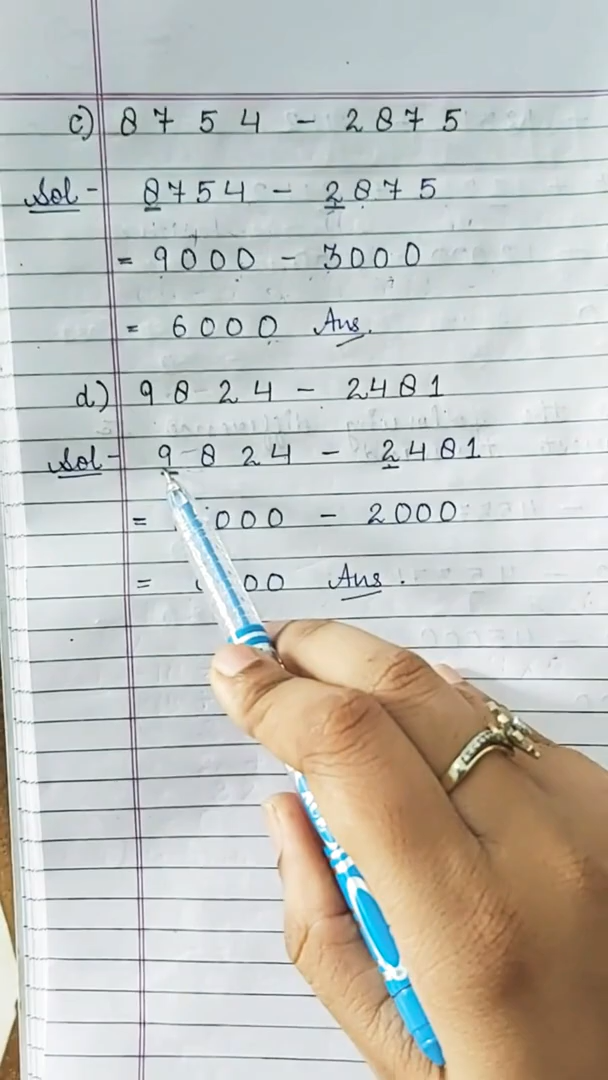 c) 8754 - 2875
Sol- 8754 - 2875
= 9000 - 3000
= 6000 Ans.
d) 9824 - 2481
Sol- 9824 - 2481
= 000 - 2000
= 00 Ans.